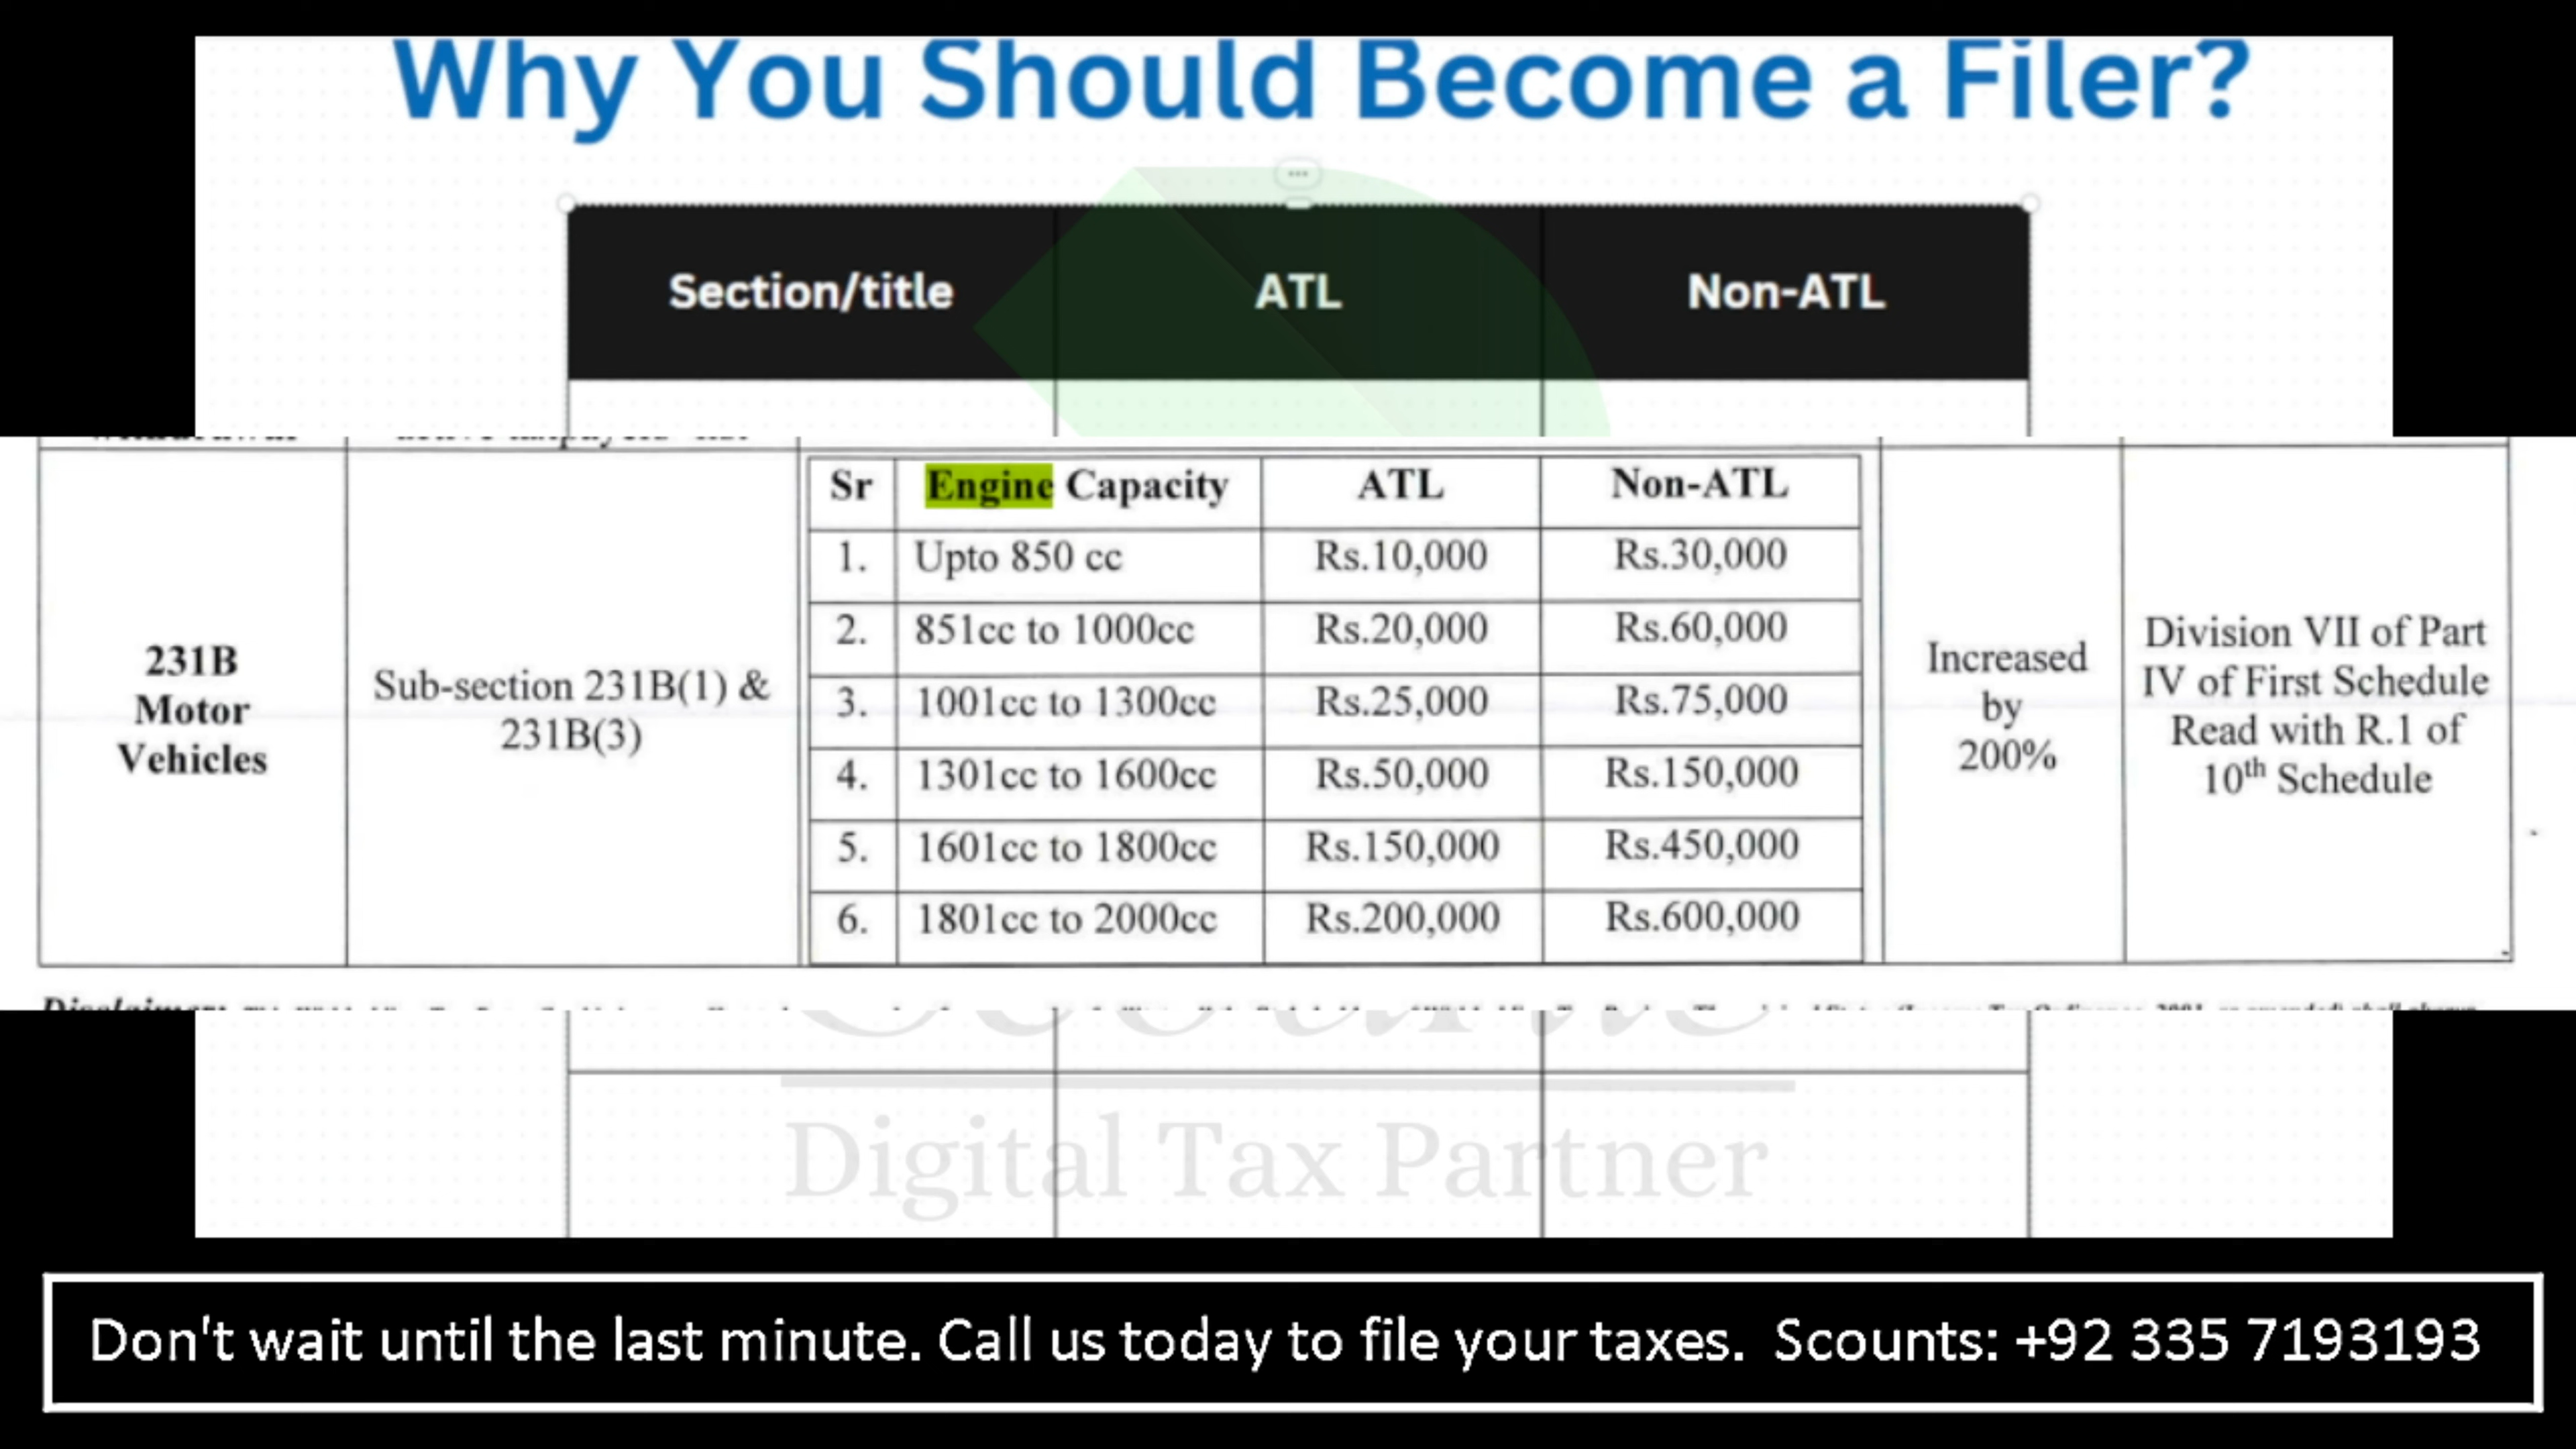 Why You Should Become a Filer?
Section/title ATL Non-ATL
Sr Engine Capacity ATL Non-ATL
1. Upto 850 cc Rs.10,000 Rs.30,000
2. 851cc to 1000cc Rs.20,000 Rs.60,000
3. 1001cc to 1300cc Rs.25,000 Rs.75,000
4. 1301cc to 1600cc Rs.50,000 Rs.150,000
5. 1601cc to 1800cc Rs.150,000 Rs.450,000
6. 1801cc to 2000cc Rs.200,000 Rs.600,000
231B
Motor
Vehicles
Sub-section 231B(1) &
231B(3)
Increased
by
200%
Division VII of Part
IV of First Schedule
Read with R.1 of
10th Schedule
Digital Tax Partner
Don't wait until the last minute. Call us today to file your taxes. Scounts: +92 335 7193193